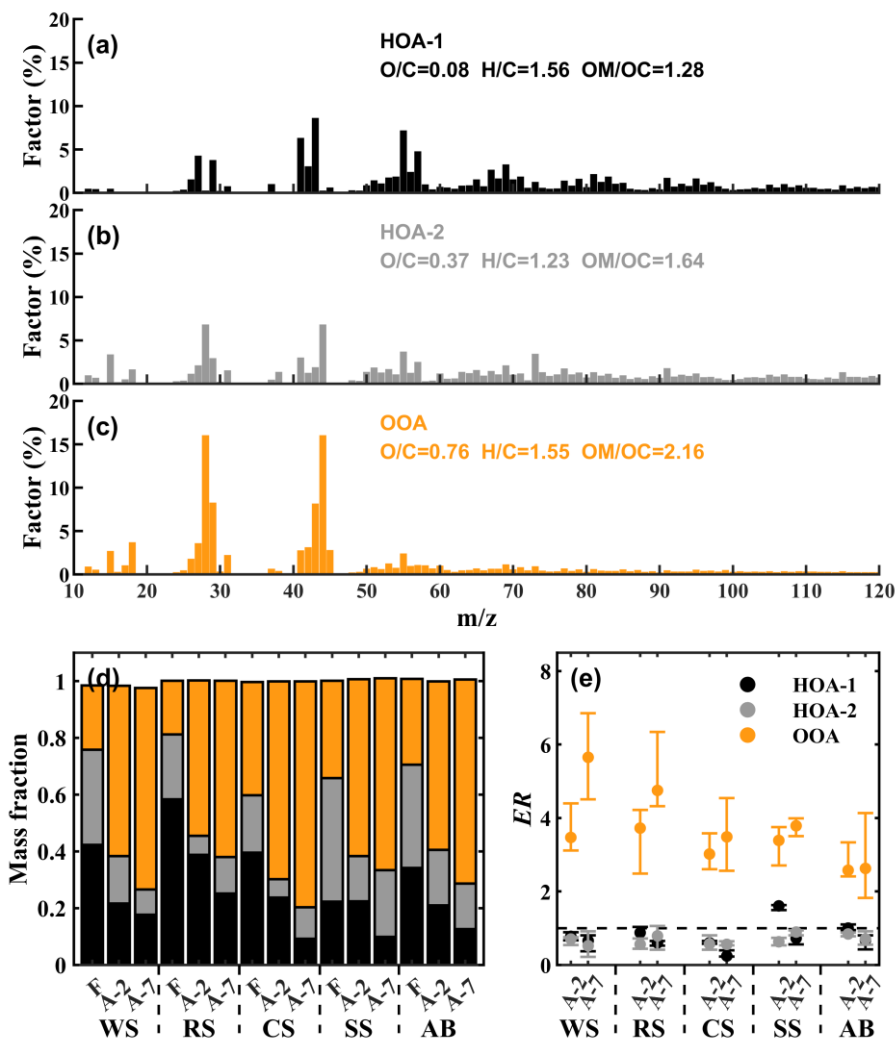 20
(a)
HOA-1
15
O/C=0.08 H/C=1.56 OM/OC=1.28
10
5
0
Factor (%)
20
(b)
HOA-2
15
O/C=0.37 H/C=1.23 OM/OC=1.64
10
5
0
Factor (%)
20
(c)
OOA
15
O/C=0.76 H/C=1.55 OM/OC=2.16
10
5
0
Factor (%)
10 20 30 40 50 60 70 80 90 100 110 120
m/z
(d)
1
0.8
0.6
0.4
0.2
0
Mass fraction
F A-2 A-7 F A-2 A-7 F A-2 A-7 F A-2 A-7 F A-2 A-7
WS RS CS SS AB
(e)
HOA-1
HOA-2
OOA
8
6
4
2
0
ER
A-2 A-7 A-2 A-7 A-2 A-7 A-2 A-7 A-2 A-7
WS RS CS SS AB